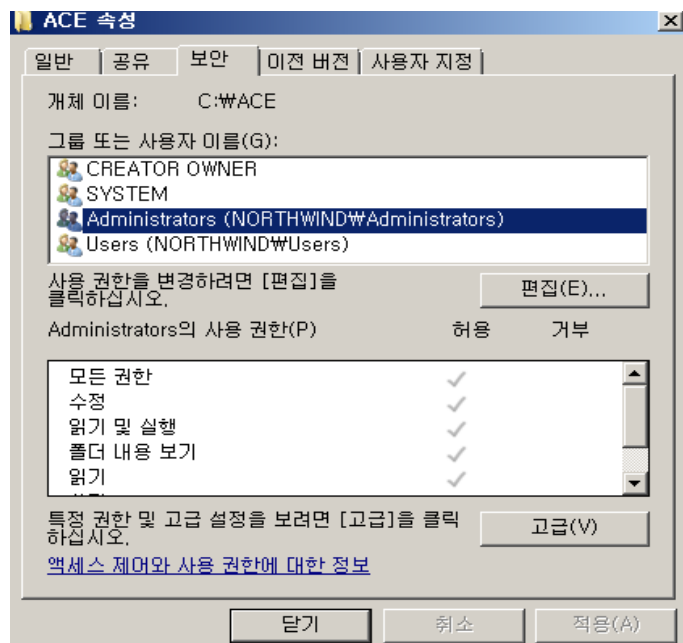 ACE 속성
일반 공유 보안 이전 버전 사용자 지정
개체 이름: C:₩ACE
그룹 또는 사용자 이름(G):
CREATOR OWNER
SYSTEM
Administrators (NORTHWIND₩Administrators)
Users (NORTHWIND₩Users)
사용 권한을 변경하려면 [편집]을
클릭하십시오.
편집(E)...
Administrators의 사용 권한(P) 허용 거부
모든 권한
수정
읽기 및 실행
폴더 내용 보기
읽기
특정 권한 및 고급 설정을 보려면 [고급]을 클릭
하십시오.
고급(V)
액세스 제어와 사용 권한에 대한 정보
닫기 취소 적용(A)